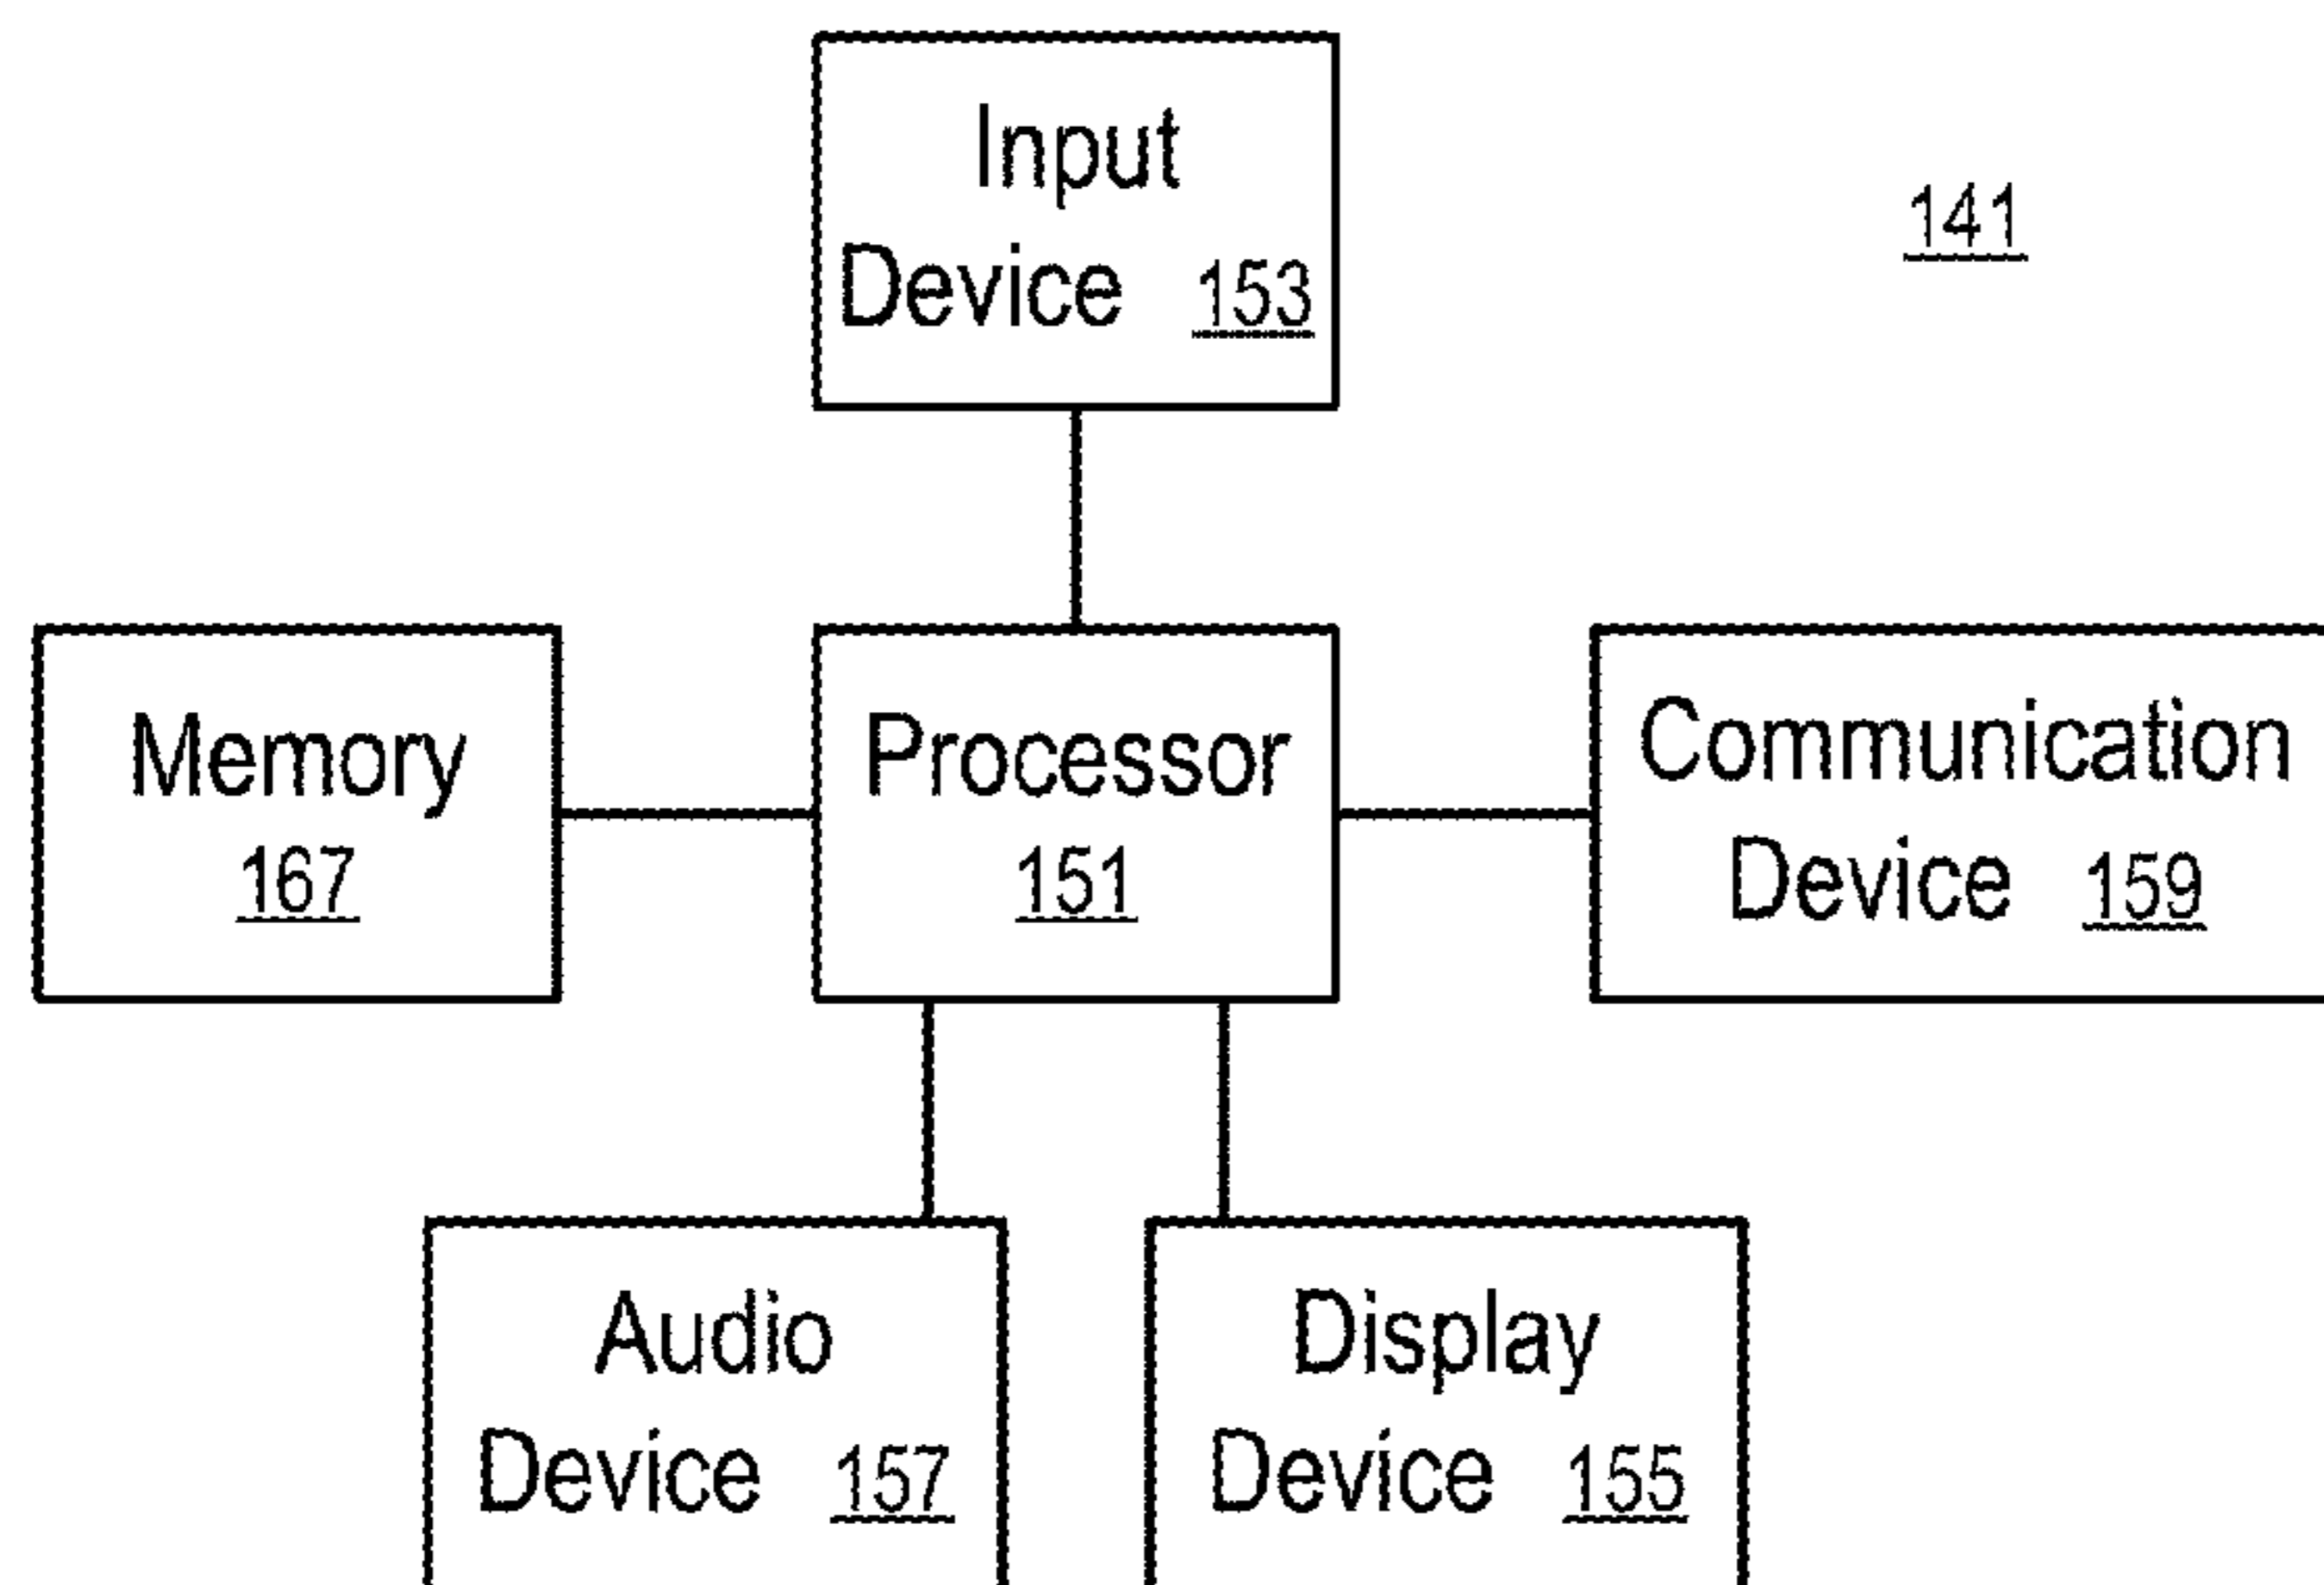 Input
Device 153
141
Memory
167
Processor
151
Communication
Device 159
Audio
Device 157
Display
Device 155